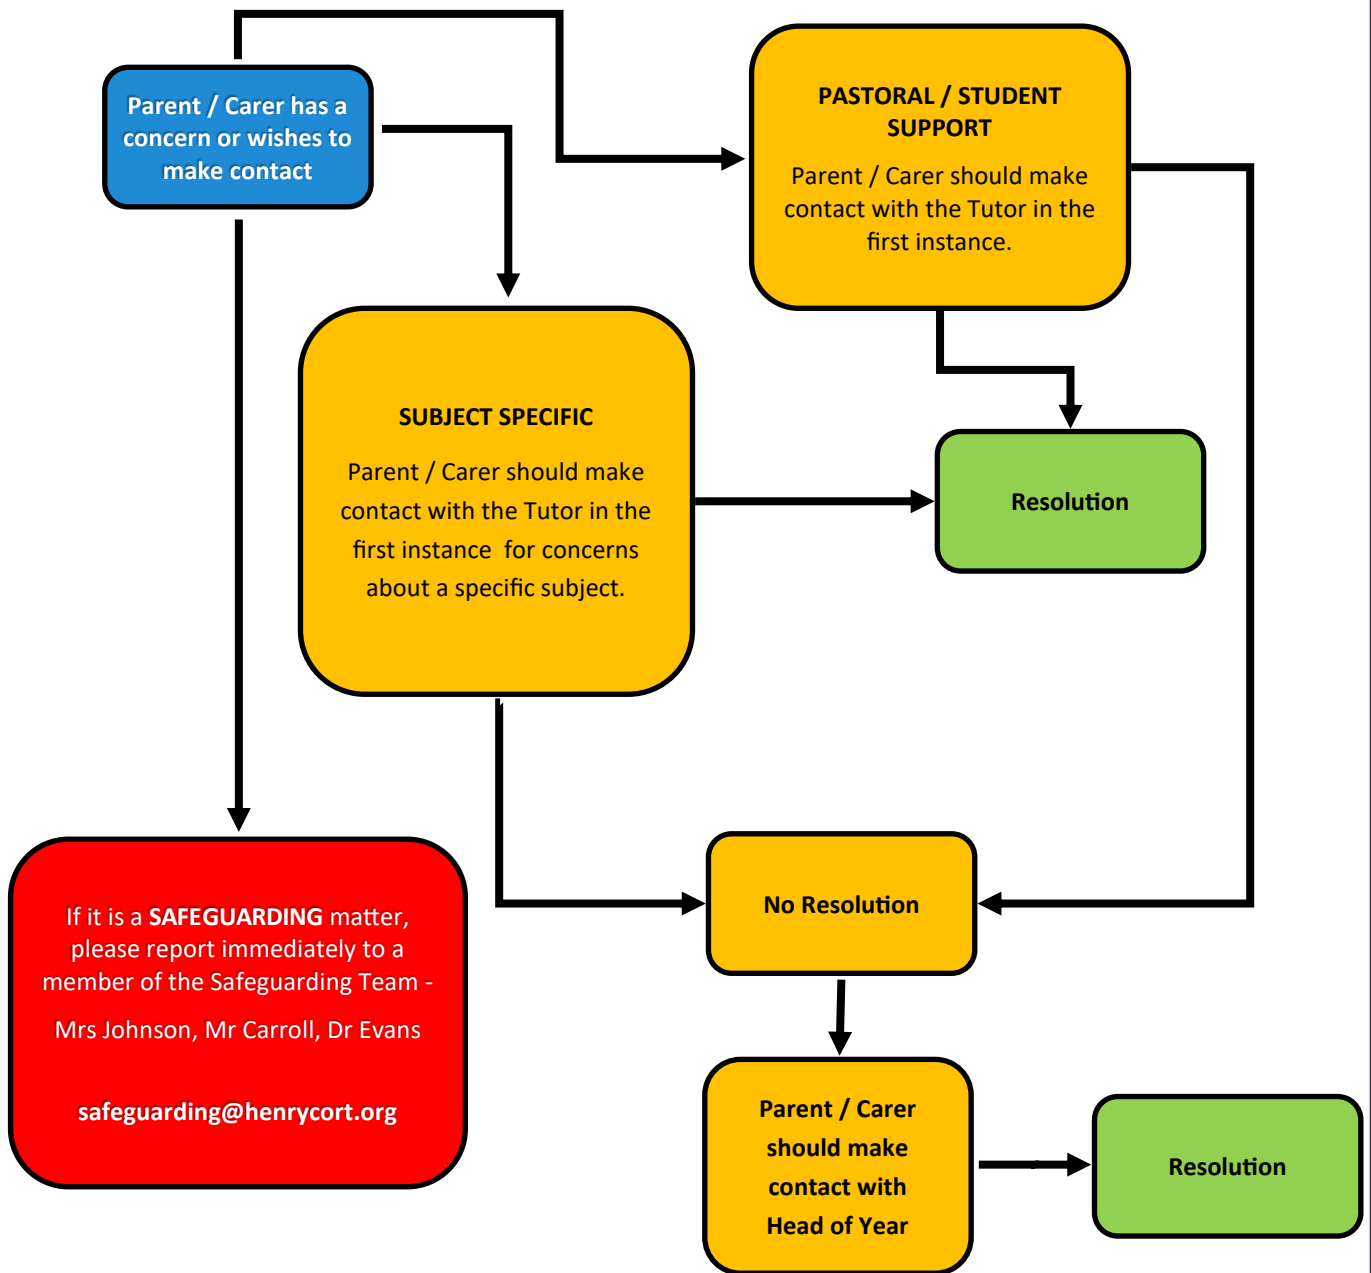 Parent / Carer has a
concern or wishes to
make contact
PASTORAL / STUDENT
SUPPORT
Parent / Carer should make
contact with the Tutor in the
first instance.
SUBJECT SPECIFIC
Parent / Carer should make
contact with the Tutor in the
first instance  for concerns
about a specific subject.
Resolution
If it is a SAFEGUARDING matter,
please report immediately to a
member of the Safeguarding Team -
Mrs Johnson, Mr Carroll, Dr Evans
safeguarding@henrycort.org
No Resolution
Parent / Carer
should make
contact with
Head of Year
Resolution